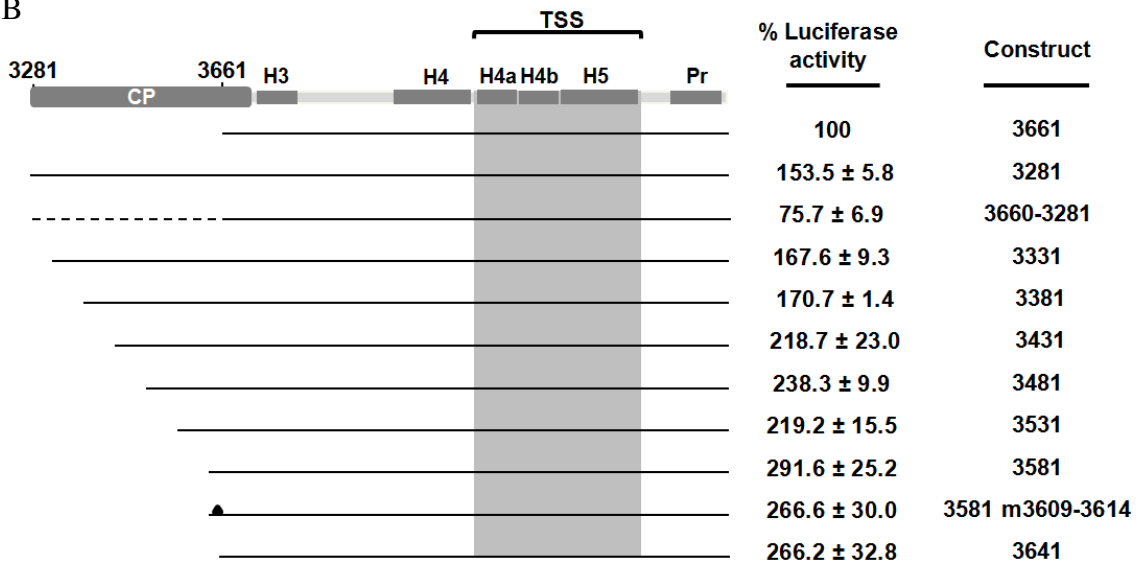 B
TSS
% Luciferase activity
Construct
3281
3661
H3
H4
H4a
H4b
H5
Pr
CP
100 3661
153.5 ± 5.8 3281
75.7 ± 6.9 3660-3281
167.6 ± 9.3 3331
170.7 ± 1.4 3381
218.7 ± 23.0 3431
238.3 ± 9.9 3481
219.2 ± 15.5 3531
291.6 ± 25.2 3581
266.6 ± 30.0 3581 m3609-3614
266.2 ± 32.8 3641